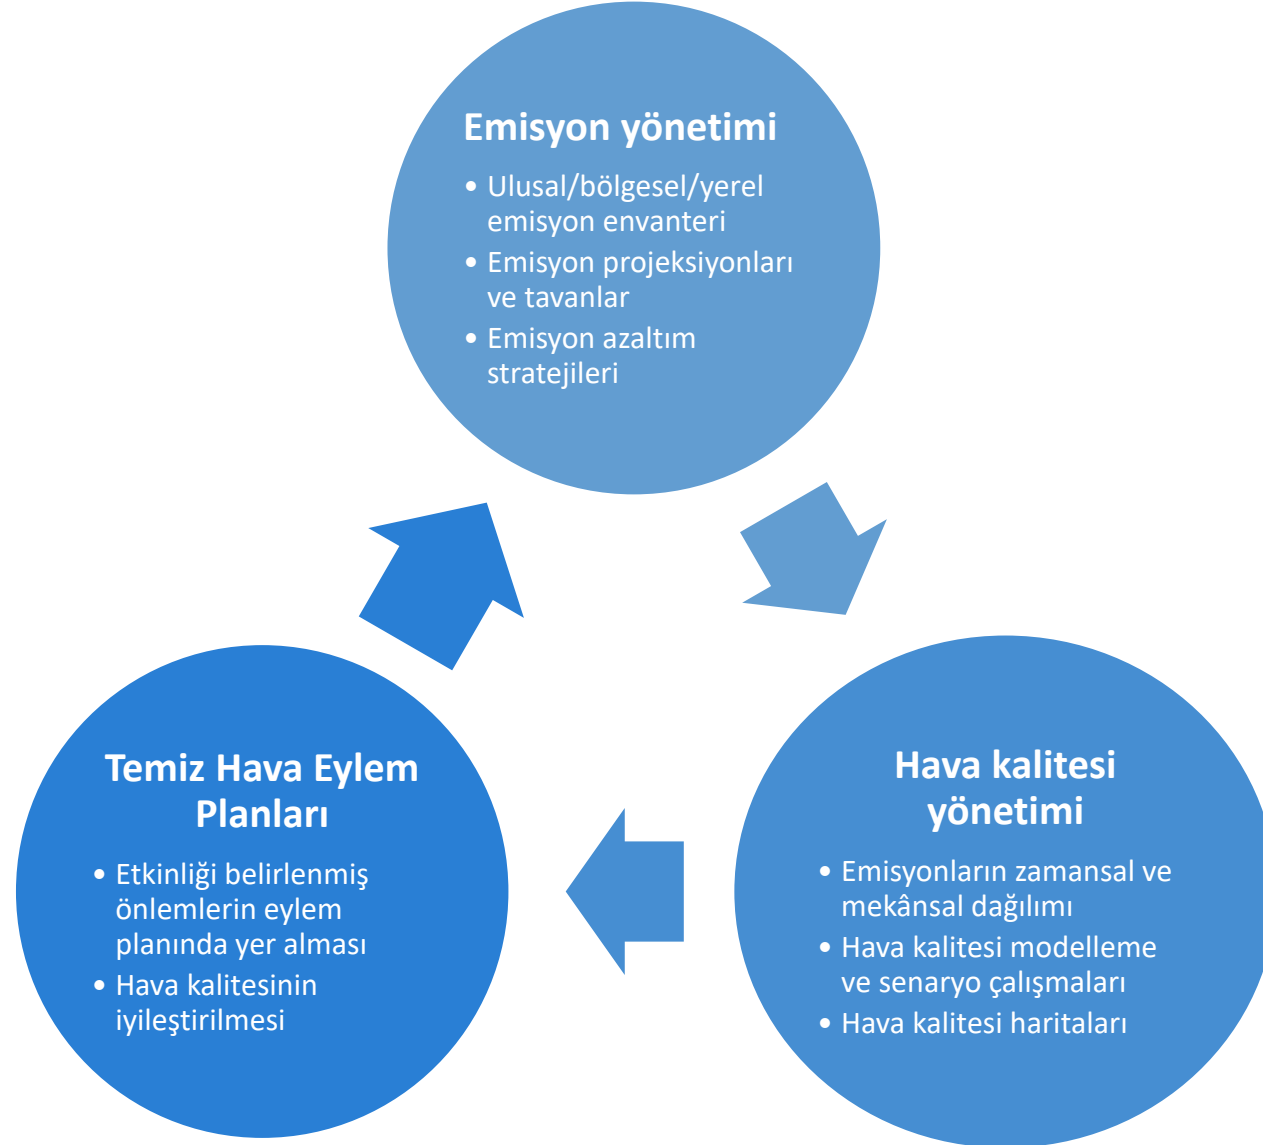 Emisyon yönetimi
• Ulusal/bölgesel/yerel
emisyon envanteri
• Emisyon projeksiyonları
ve tavanlar
• Emisyon azaltım
stratejileri
Hava kalitesi
yönetimi
• Emisyonların zamansal ve
mekânsal dağılımı
• Hava kalitesi modelleme
ve senaryo çalışmaları
• Hava kalitesi haritaları
Temiz Hava Eylem
Planları
• Etkinliği belirlenmiş
önlemlerin eylem
planında yer alması
• Hava kalitesinin
iyileştirilmesi